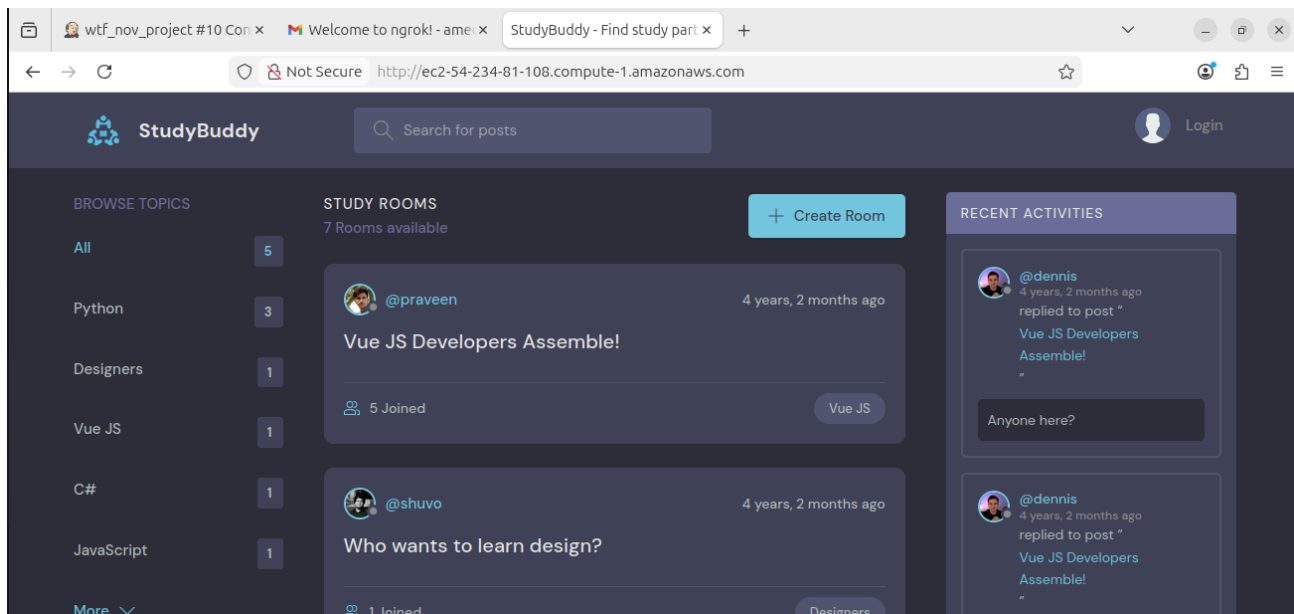 wtf_nov_project #10 Con
Welcome to ngrok! - ame
StudyBuddy - Find study part
Not Secure http://ec2-54-234-81-108.compute-1.amazonaws.com
StudyBuddy
Search for posts
Login
BROWSE TOPICS
All 5
Python 3
Designers 1
Vue JS 1
C# 1
JavaScript 1
More
STUDY ROOMS
7 Rooms available
Create Room
@praveen 4 years, 2 months ago
Vue JS Developers Assemble!
5 Joined Vue JS
@shuvo 4 years, 2 months ago
Who wants to learn design?
1 Joined Designers
RECENT ACTIVITIES
@dennis
4 years, 2 months ago
replied to post “
Vue JS Developers
Assemble!
”
Anyone here?
@dennis
4 years, 2 months ago
replied to post “
Vue JS Developers
Assemble!
”